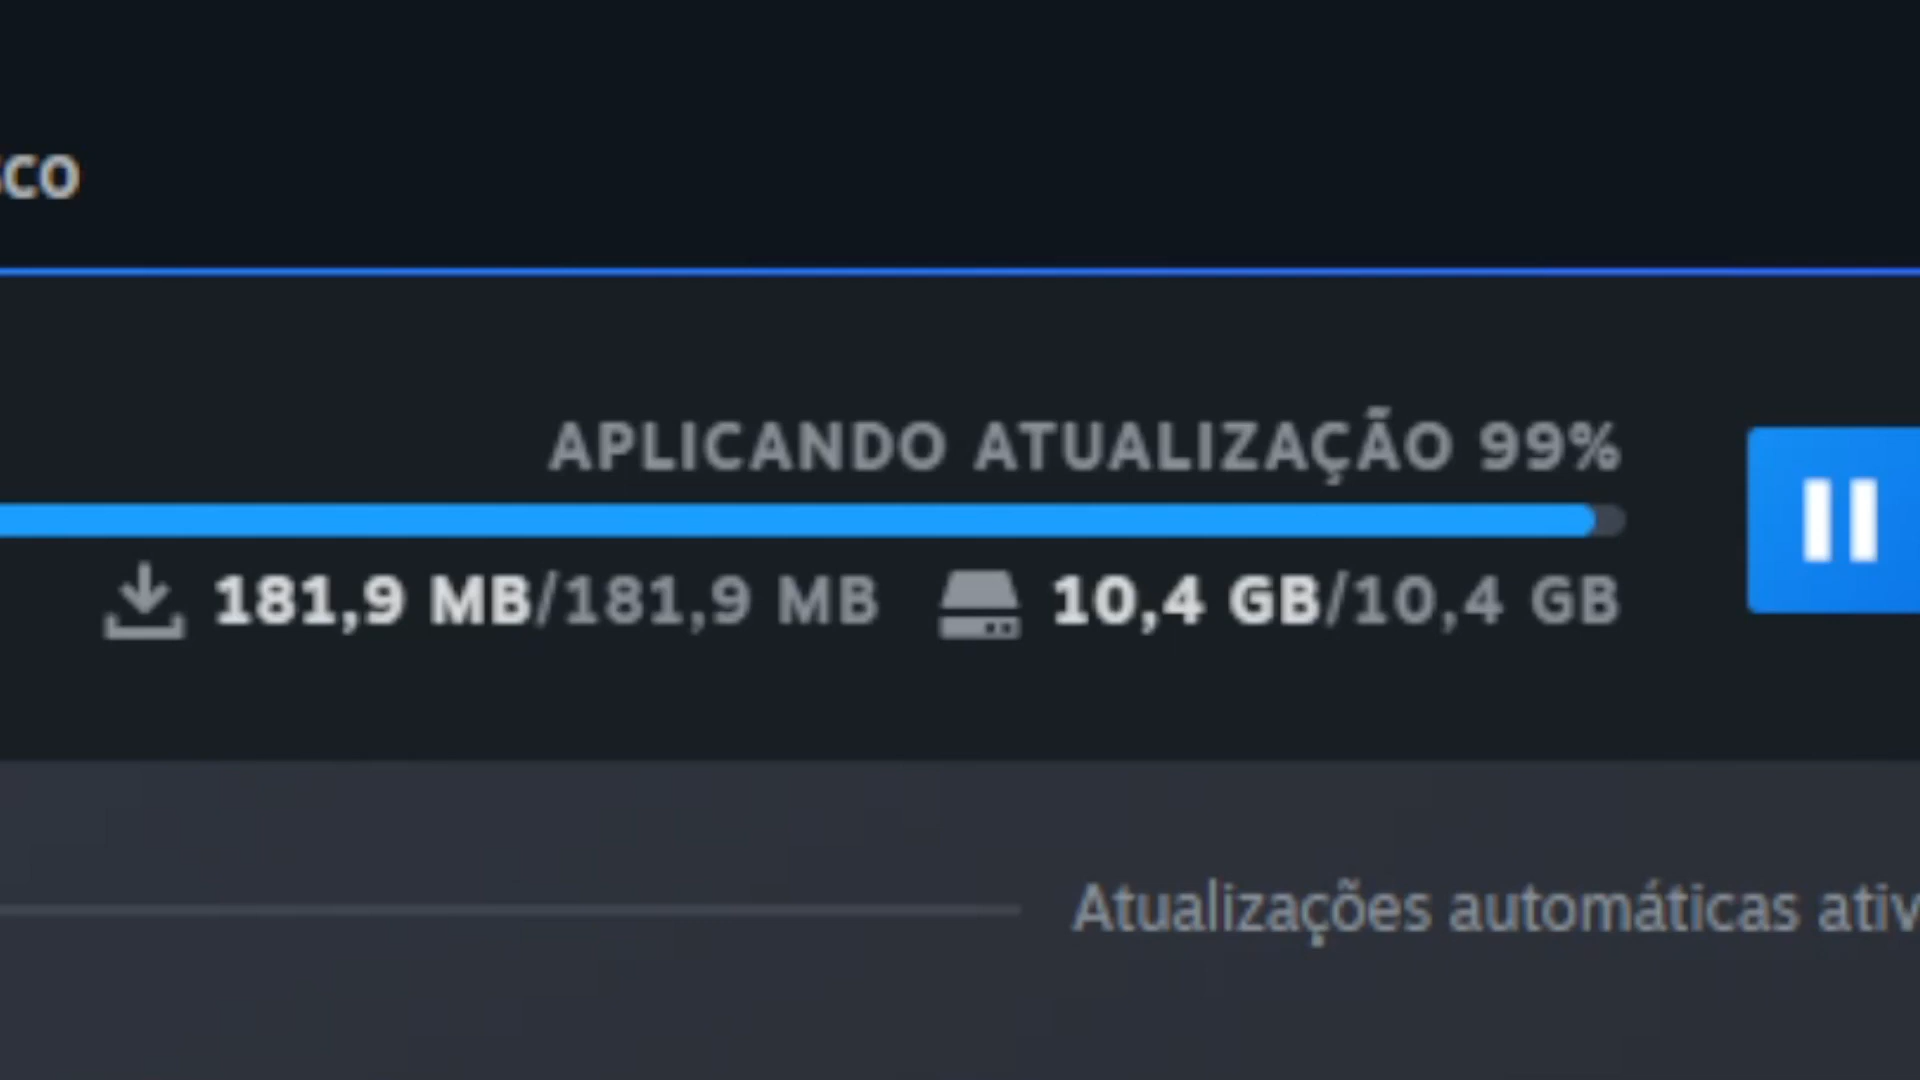 APLICANDO ATUALIZAÇÃO 99%
181,9 MB/181,9 MB 10,4 GB/10,4 GB
Atualizações automáticas